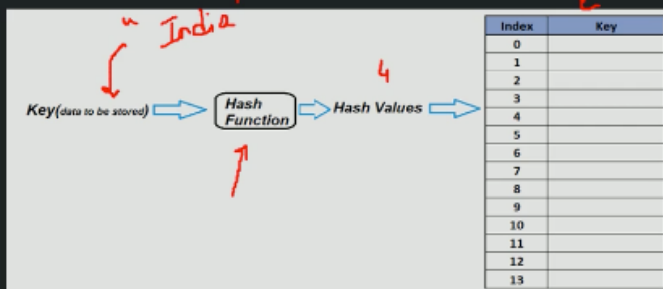 India
Index Key
0
1
2
3
4
5
6
7
8
9
10
11
12
13
4
Key(data to be stored)
Hash
Function
Hash Values